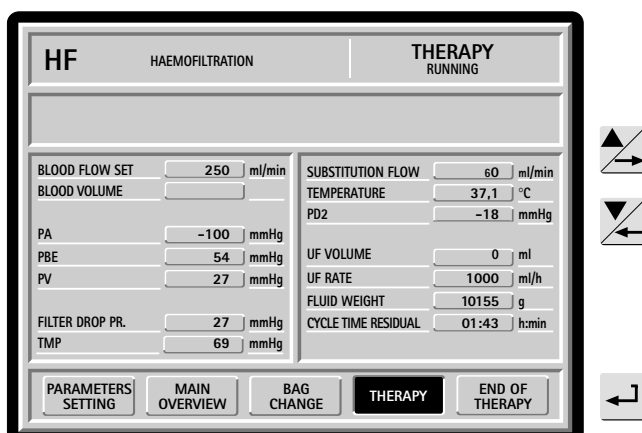 HF HAEMOFILTRATION THERAPY
RUNNING
BLOOD FLOW SET 250 ml/min
BLOOD VOLUME
PA -100 mmHg
PBE 54 mmHg
PV 27 mmHg
FILTER DROP PR. 27 mmHg
TMP 69 mmHg
SUBSTITUTION FLOW 60 ml/min
TEMPERATURE 37,1 °C
PD2 -18 mmHg
UF VOLUME 0 ml
UF RATE 1000 ml/h
FLUID WEIGHT 10155 g
CYCLE TIME RESIDUAL 01:43 h:min
PARAMETERS
SETTING
MAIN
OVERVIEW
BAG
CHANGE
THERAPY
END OF
THERAPY